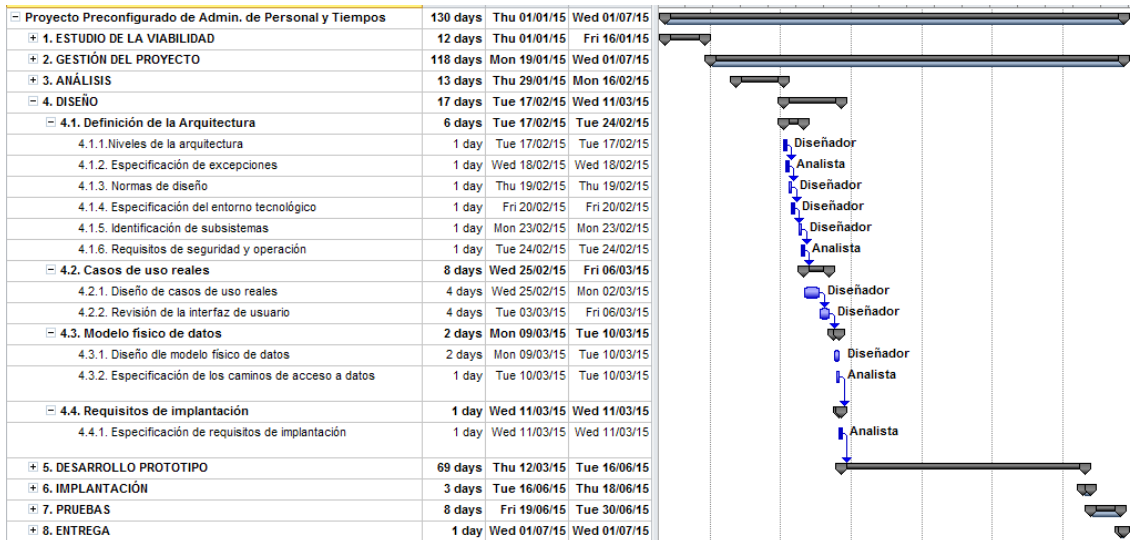 Proyecto Preconfigurado de Admin. de Personal y Tiempos 130 days Thu 01/01/15 Wed 01/07/15
1. ESTUDIO DE LA VIABILIDAD 12 days Thu 01/01/15 Fri 16/01/15
2. GESTIÓN DEL PROYECTO 118 days Mon 19/01/15 Wed 01/07/15
3. ANÁLISIS 13 days Thu 29/01/15 Mon 16/02/15
4. DISEÑO 17 days Tue 17/02/15 Wed 11/03/15
4.1. Definición de la Arquitectura 6 days Tue 17/02/15 Tue 24/02/15
4.1.1.Niveles de la arquitectura 1 day Tue 17/02/15 Tue 17/02/15 Diseñador
4.1.2. Especificación de excepciones 1 day Wed 18/02/15 Wed 18/02/15 Analista
4.1.3. Normas de diseño 1 day Thu 19/02/15 Thu 19/02/15 Diseñador
4.1.4. Especificación del entorno tecnológico 1 day Fri 20/02/15 Fri 20/02/15 Diseñador
4.1.5. Identificación de subsistemas 1 day Mon 23/02/15 Mon 23/02/15 Diseñador
4.1.6. Requisitos de seguridad y operación 1 day Tue 24/02/15 Tue 24/02/15 Analista
4.2. Casos de uso reales 8 days Wed 25/02/15 Fri 06/03/15
4.2.1. Diseño de casos de uso reales 4 days Wed 25/02/15 Mon 02/03/15 Diseñador
4.2.2. Revisión de la interfaz de usuario 4 days Tue 03/03/15 Fri 06/03/15 Diseñador
4.3. Modelo físico de datos 2 days Mon 09/03/15 Tue 10/03/15
4.3.1. Diseño dle modelo físico de datos 2 days Mon 09/03/15 Tue 10/03/15 Diseñador
4.3.2. Especificación de los caminos de acceso a datos 1 day Tue 10/03/15 Tue 10/03/15 Analista
4.4. Requisitos de implantación 1 day Wed 11/03/15 Wed 11/03/15
4.4.1. Especificación de requisitos de implantación 1 day Wed 11/03/15 Wed 11/03/15 Analista
5. DESARROLLO PROTOTIPO 69 days Thu 12/03/15 Tue 16/06/15
6. IMPLANTACIÓN 3 days Tue 16/06/15 Thu 18/06/15
7. PRUEBAS 8 days Fri 19/06/15 Tue 30/06/15
8. ENTREGA 1 day Wed 01/07/15 Wed 01/07/15